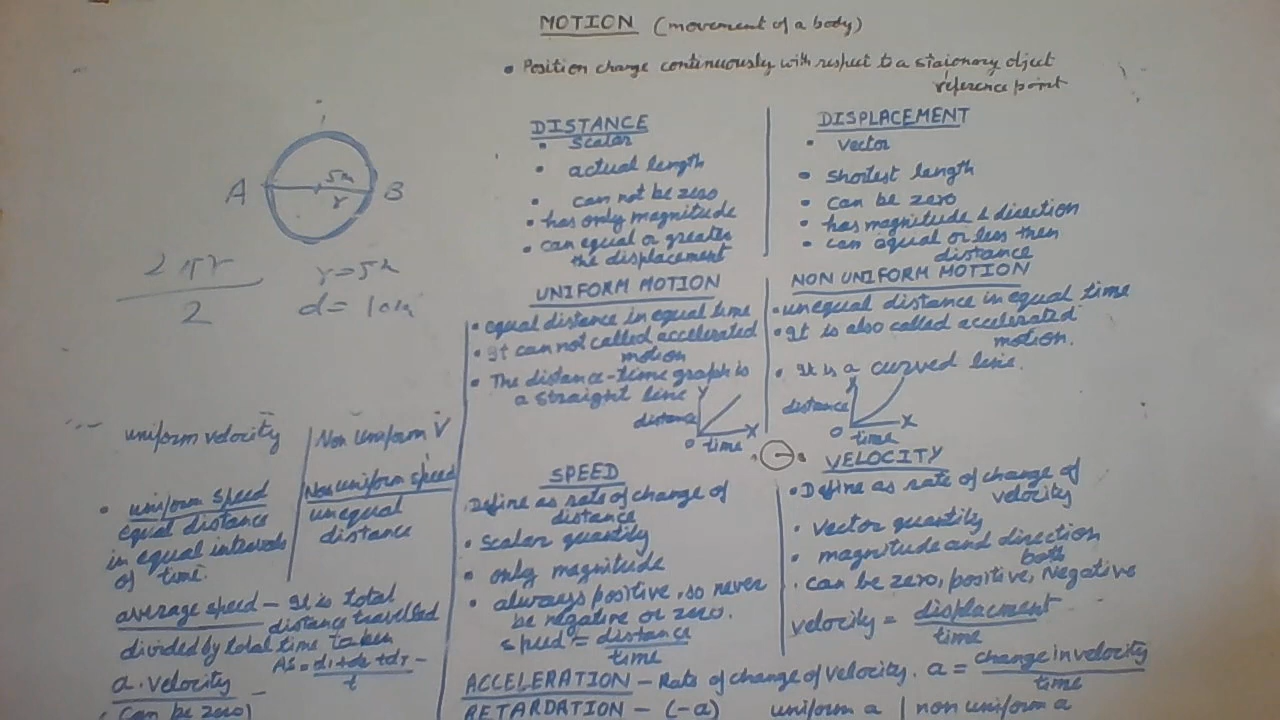 MOTION (movement of a body)
• Position change continuously with respect to a staionary object
reference point
DISTANCE
• scalar
• actual length
• can not be zero
• has only magnitude
• can equal or greater
the displacement
DISPLACEMENT
• vector
• shortest length
• can be zero
• has magnitude & direction
• can equal or less then
distance
A
5m
r
B
2πr
2
r=5m
d=10m
UNIFORM MOTION
• equal distance in equal time
• It can not called accelerated
motion
• The distance-time graph is
a straight line
Y
distance
O time X
NON UNIFORM MOTION
• unequal distance in equal time
• It is also called accelerated
motion.
• It is a curved line.
Y
distance
O time X
uniform velocity
• uniform speed
equal distance
in equal intervals
of time.
Non Uniform V
Non uniform speed
unequal
distance
average speed - It is total
distance travelled
divided by total time taken
AS = d1+d2+d
t
a. velocity -
(can be zero)
SPEED
Define as rate of change of
distance
• scalar quantity
• only magnitude
• always positive, so never
be negative or zero.
speed = distance
time
VELOCITY
• Define as rate of change of
velocity
• vector quantity
• magnitude and direction
both
• can be zero, positive, Negative
velocity = displacment
time
ACCELERATION - Rate of change of velocity. a = change in velocity
time
RETARDATION - (-a) uniform a | non uniform a